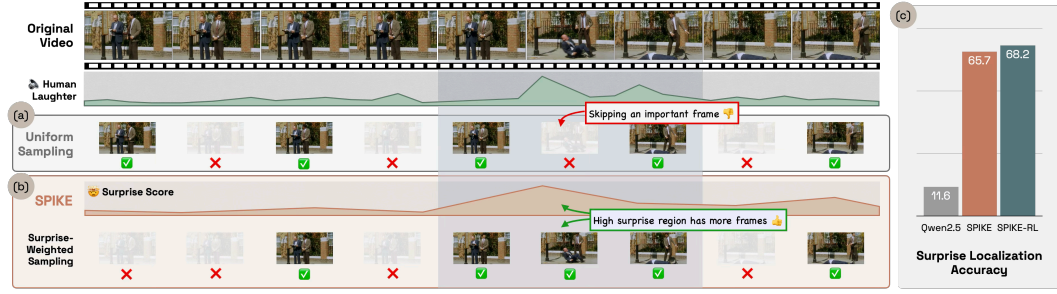 Original
Video
Human
Laughter
(a)
Uniform
Sampling
Skipping an important frame 👎
(b)
SPIKE
🤯 Surprise Score
High surprise region has more frames 👍
Surprise-
Weighted
Sampling
(c)
11.6
65.7
68.2
Qwen2.5 SPIKE SPIKE-RL
Surprise Localization
Accuracy